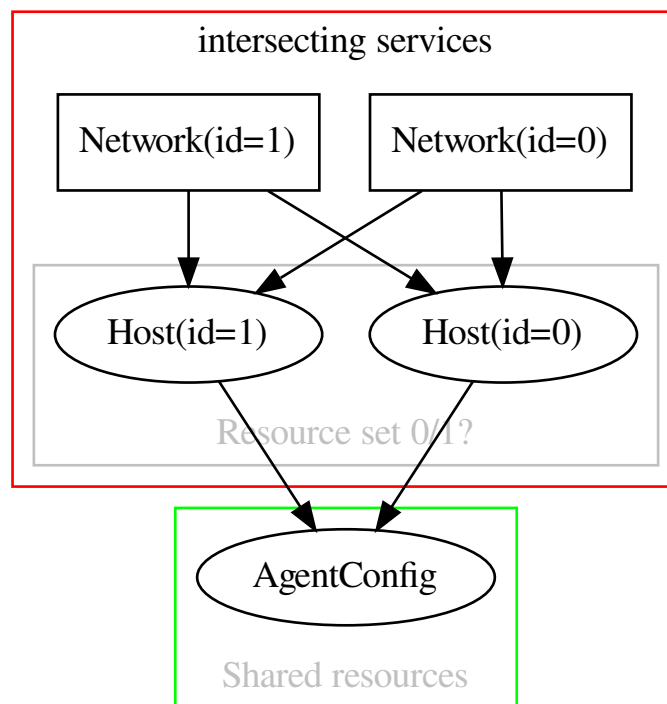 intersecting services
Network(id=1)
Network(id=0)
Host(id=1)
Host(id=0)
Resource set 0/1?
AgentConfig
Shared resources